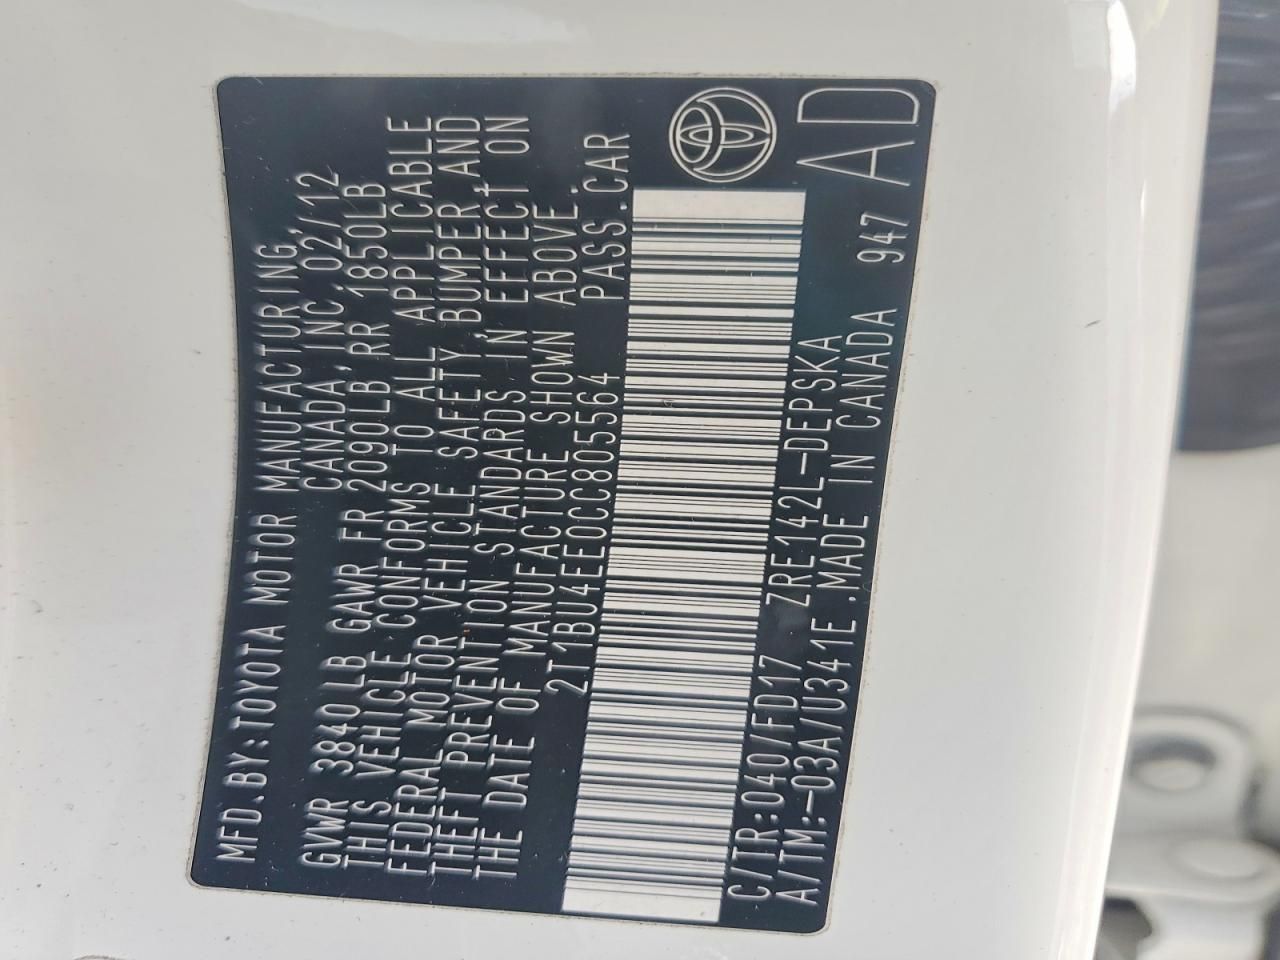 MFD.BY:TOYOTA MOTOR MANUFACTURING,
CANADA,INC.02/12
GVWR 3840LB GAWR FR 2090LB,RR 1850LB
THIS VEHICLE CONFORMS TO ALL APPLICABLE
FEDERAL MOTOR VEHICLE SAFETY,BUMPER,AND
THEFT PREVENTION STANDARDS IN EFFECT ON
THE DATE OF MANUFACTURE SHOWN ABOVE.
2T1BU4EE0CC805564 PASS.CAR
C/TR:040/FD17 ZRE142L-DEPSKA
A/TM:-03A/U341E.MADE IN CANADA 947 AD